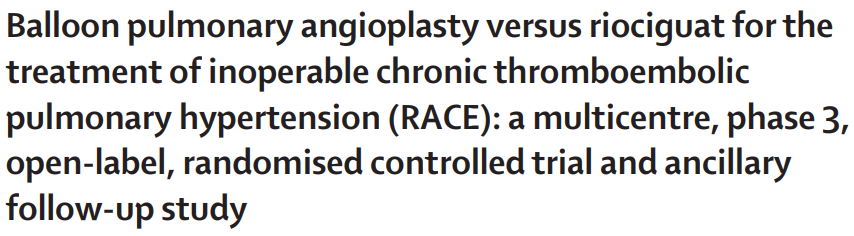 Balloon pulmonary angioplasty versus riociguat for the
treatment of inoperable chronic thromboembolic
pulmonary hypertension (RACE): a multicentre, phase 3,
open-label, randomised controlled trial and ancillary
follow-up study